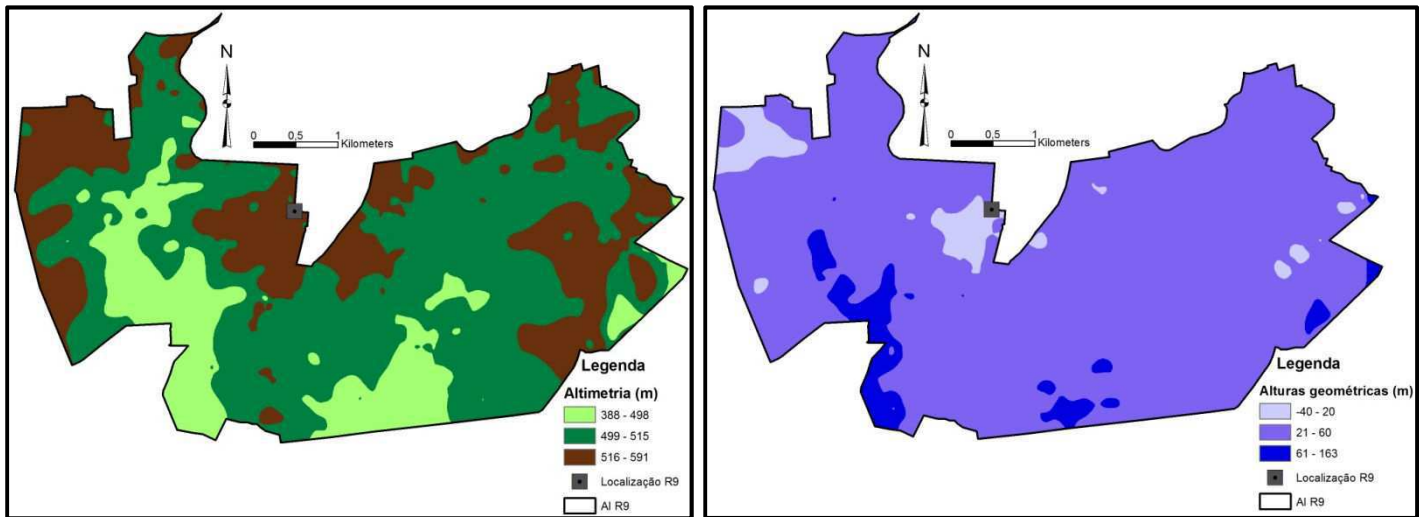 N
0 0,5 1
Kilometers
Legenda
Altimetria (m)
388 - 498
499 - 515
516 - 591
Localização R9
AI R9
N
0 0,5 1
Kilometers
Legenda
Alturas geométricas (m)
-40 - 20
21 - 60
61 - 163
Localização R9
AI R9